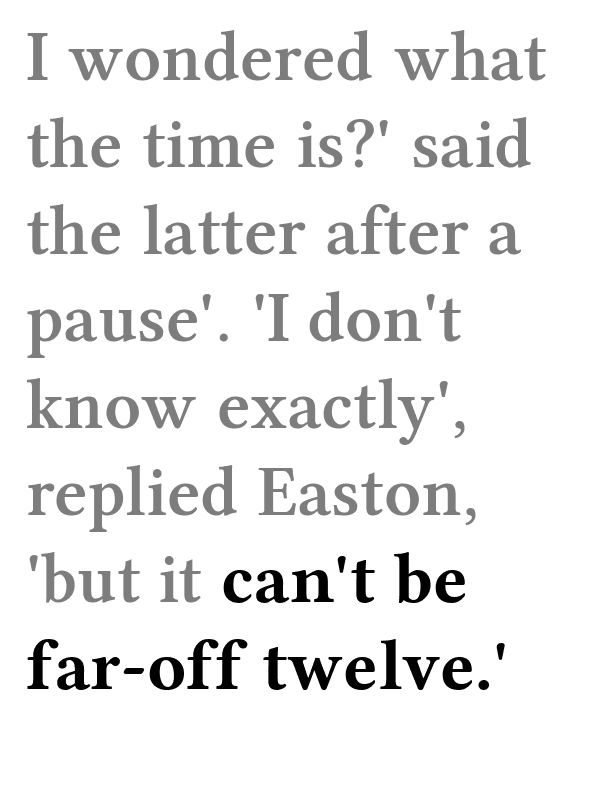 I wondered what
the time is?' said
the latter after a
pause'. 'I don't
know exactly',
replied Easton,
'but it can't be
far-off twelve.'